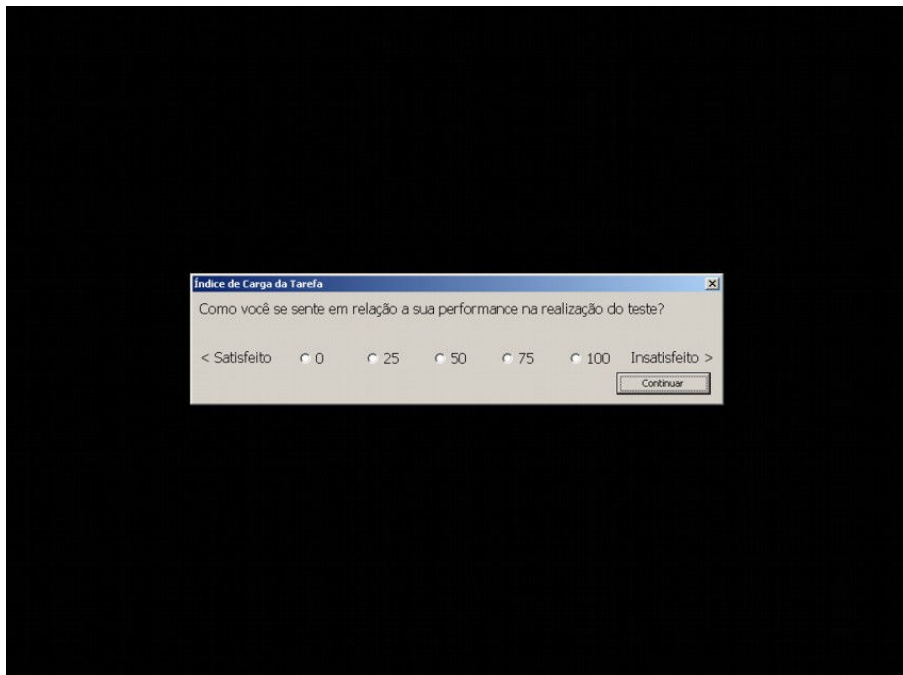 Índice de Carga da Tarefa
Como você se sente em relação a sua performance na realização do teste?
< Satisfeito 0 25 50 75 100 Insatisfeito >
Continuar